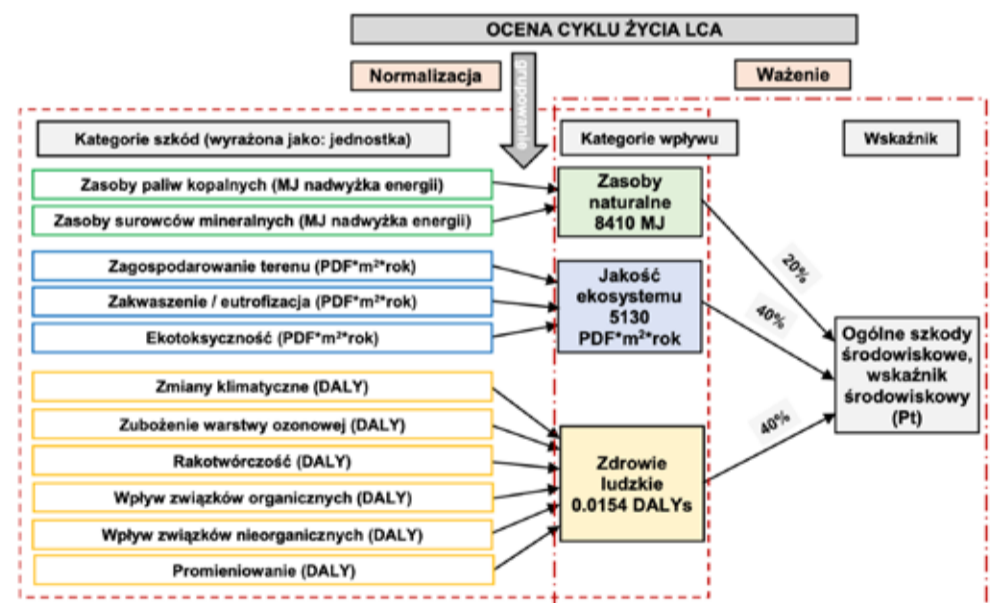 OCENA CYKLU ŻYCIA LCA
Normalizacja
grupowanie
Ważenie
Kategorie szkód (wyrażona jako: jednostka)
Kategorie wpływu
Wskaźnik
Zasoby paliw kopalnych (MJ nadwyżka energii)
Zasoby surowców mineralnych (MJ nadwyżka energii)
Zasoby
naturalne
8410 MJ
20%
Zagospodarowanie terenu (PDF*m²*rok)
Zakwaszenie / eutrofizacja (PDF*m²*rok)
Ekotoksyczność (PDF*m²*rok)
Jakość
ekosystemu
5130
PDF*m²*rok
40%
Zmiany klimatyczne (DALY)
Zubożenie warstwy ozonowej (DALY)
Rakotwórczość (DALY)
Wpływ związków organicznych (DALY)
Wpływ związków nieorganicznych (DALY)
Promieniowanie (DALY)
Zdrowie
ludzkie
0.0154 DALYs
40%
Ogólne szkody
środowiskowe,
wskaźnik
środowiskowy
(Pt)